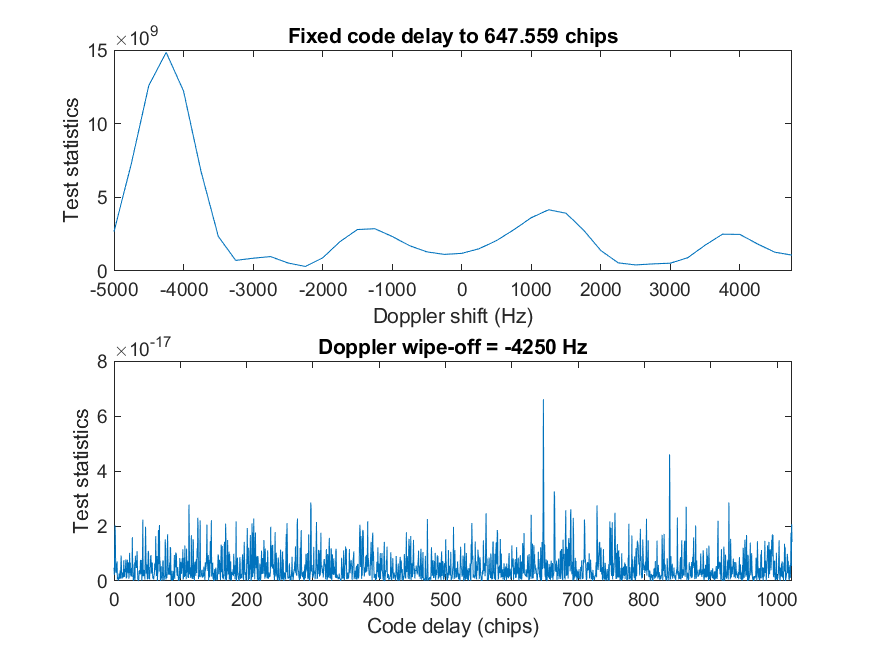 ×10^9
Fixed code delay to 647.559 chips
15
10
5
0
Test statistics
-5000 -4000 -3000 -2000 -1000 0 1000 2000 3000 4000
Doppler shift (Hz)
×10^-17
Doppler wipe-off = -4250 Hz
8
6
4
2
0
Test statistics
0 100 200 300 400 500 600 700 800 900 1000
Code delay (chips)